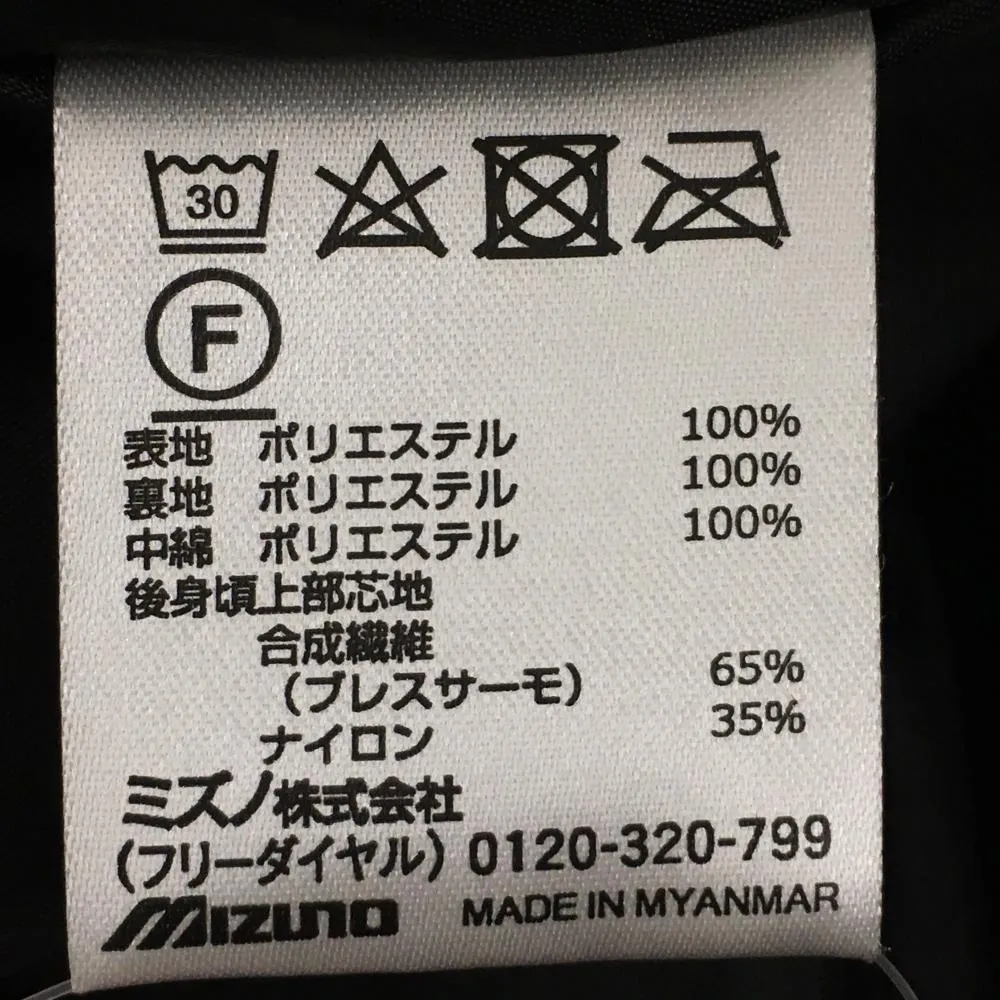 30
F
表地 ポリエステル 100%
裏地 ポリエステル 100%
中綿 ポリエステル 100%
後身頃上部芯地
合成繊維
(ブレスサーモ) 65%
ナイロン 35%
ミズノ株式会社
(フリーダイヤル) 0120-320-799
MIZUNO MADE IN MYANMAR